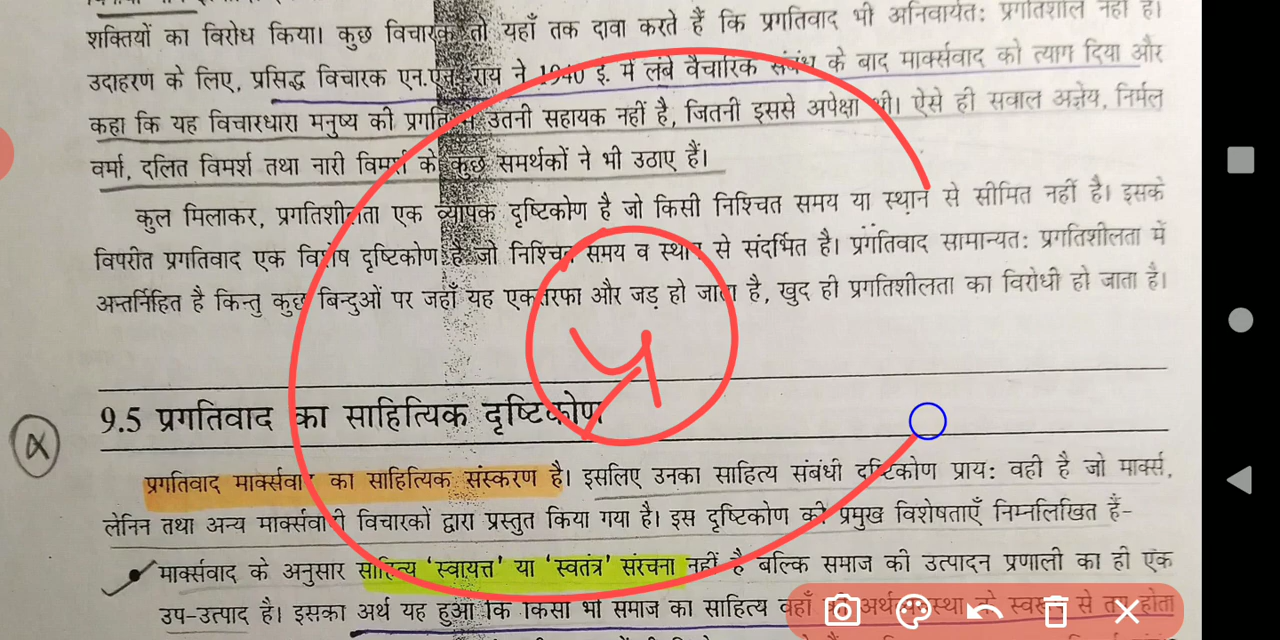 शक्तियों का विरोध किया। कुछ विचारक तो यहाँ तक दावा करते हैं कि प्रगतिवाद भी अनिवार्यत: प्रगतिशील नहीं है।
उदाहरण के लिए, प्रसिद्ध विचारक एन.एन. राय ने 1940 ई. में लंबे वैचारिक संबंध के बाद मार्क्सवाद को त्याग दिया और
कहा कि यह विचारधारा मनुष्य की प्रगति में उतनी सहायक नहीं है, जितनी इससे अपेक्षा थी। ऐसे ही सवाल अज्ञेय, निर्मल
वर्मा, दलित विमर्श तथा नारी विमर्श के कुछ समर्थकों ने भी उठाए हैं।
कुल मिलाकर, प्रगतिशीलता एक व्यापक दृष्टिकोण है जो किसी निश्चित समय या स्थान से सीमित नहीं है। इसके
विपरीत प्रगतिवाद एक विशेष दृष्टिकोण है जो निश्चित समय व स्थान से संदर्भित है। प्रगतिवाद सामान्यत: प्रगतिशीलता में
अन्तर्निहित है किन्तु कुछ बिन्दुओं पर जहाँ यह एकतरफा और जड़ हो जाता है, खुद ही प्रगतिशीलता का विरोधी हो जाता है।
9.5 प्रगतिवाद का साहित्यिक दृष्टिकोण
प्रगतिवाद मार्क्सवाद का साहित्यिक संस्करण है। इसलिए उनका साहित्य संबंधी दृष्टिकोण प्राय: वही है जो मार्क्स,
लेनिन तथा अन्य मार्क्सवादी विचारकों द्वारा प्रस्तुत किया गया है। इस दृष्टिकोण की प्रमुख विशेषताएँ निम्नलिखित हैं-
मार्क्सवाद के अनुसार साहित्य 'स्वायत्त' या 'स्वतंत्र' संरचना नहीं है बल्कि समाज की उत्पादन प्रणाली का ही एक
उप-उत्पाद है। इसका अर्थ यह हुआ कि किसी भी समाज का साहित्य वहाँ की अर्थव्यवस्था के स्वरूप से तय होता